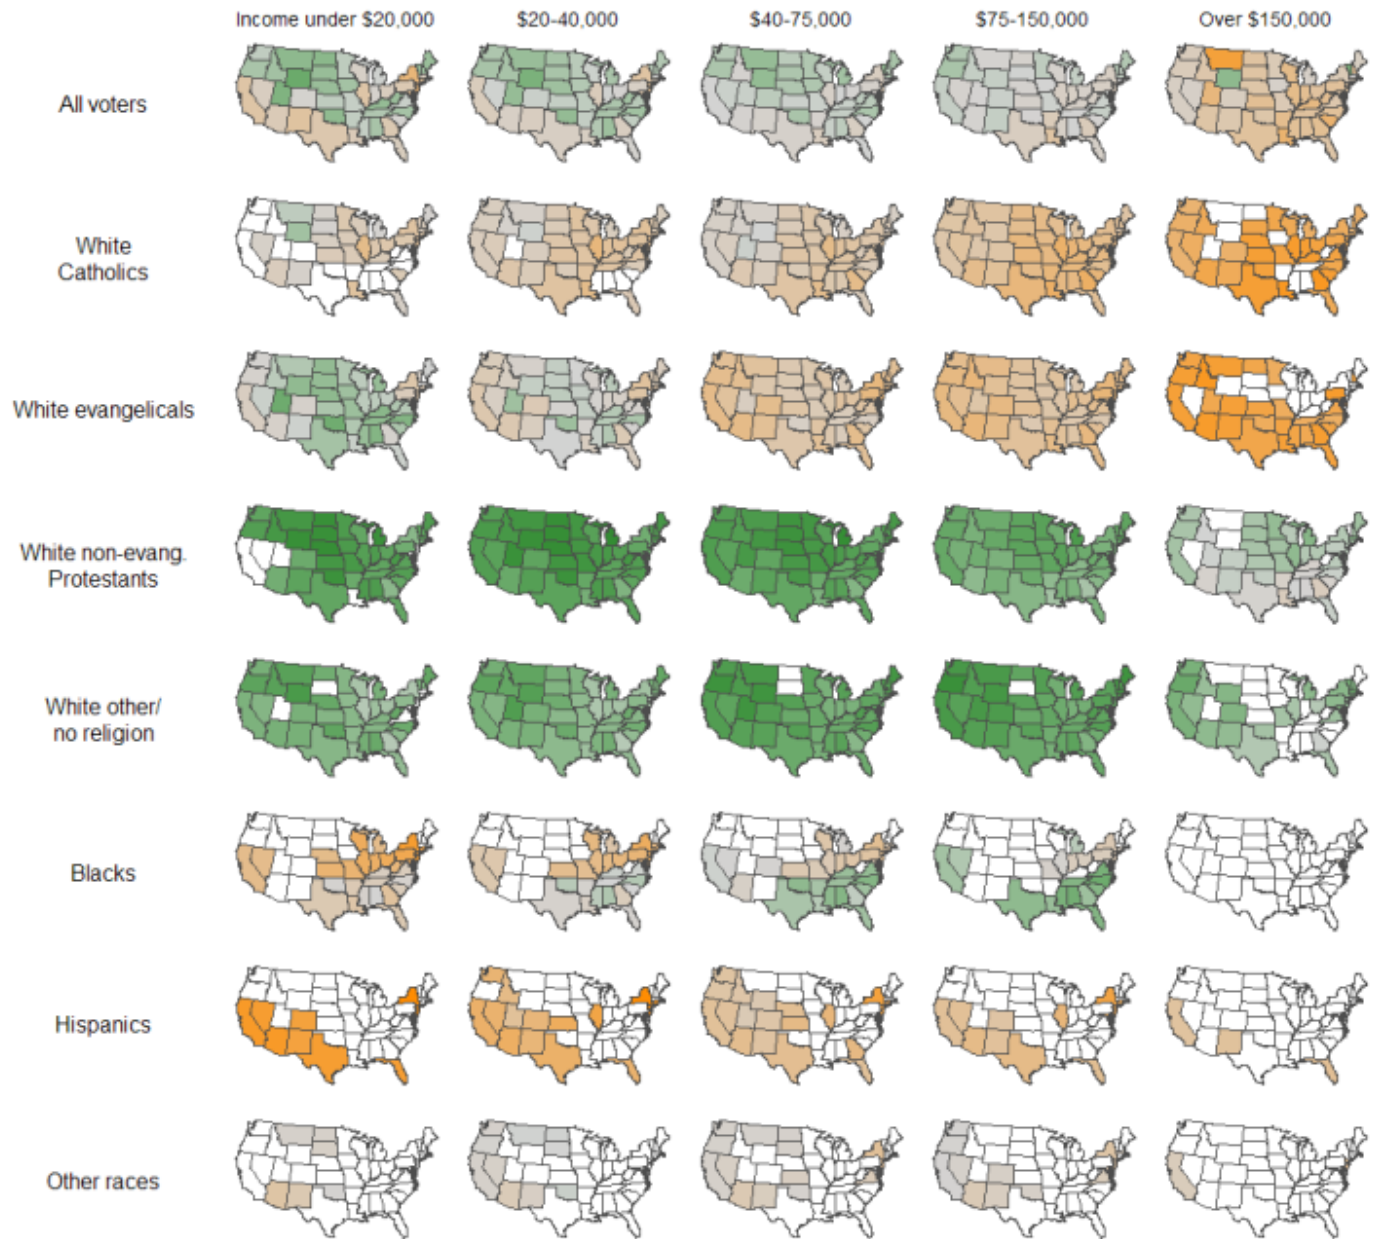 Income under $20,000
$20-40,000
$40-75,000
$75-150,000
Over $150,000
All voters
White
Catholics
White evangelicals
White non-evang.
Protestants
White other/
no religion
Blacks
Hispanics
Other races